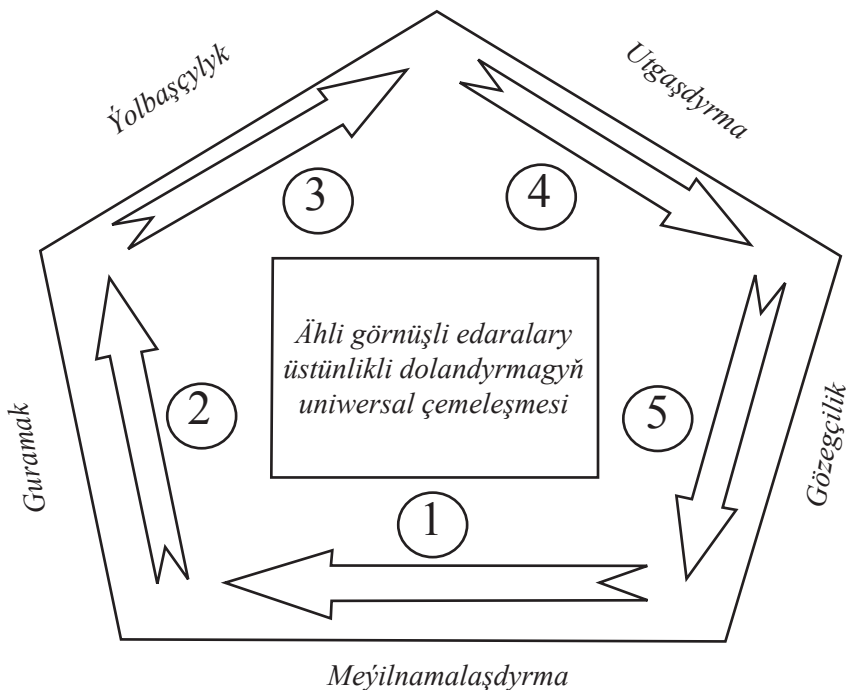 Ýolbaşçylyk
Utgaşdyrma
3
4
Ähli görnüşli edaralary
üstünlikli dolandyrmagyň
uniwersal çemeleşmesi
2
5
Guramak
Gözegçilik
1
Meýilnamalaşdyrma